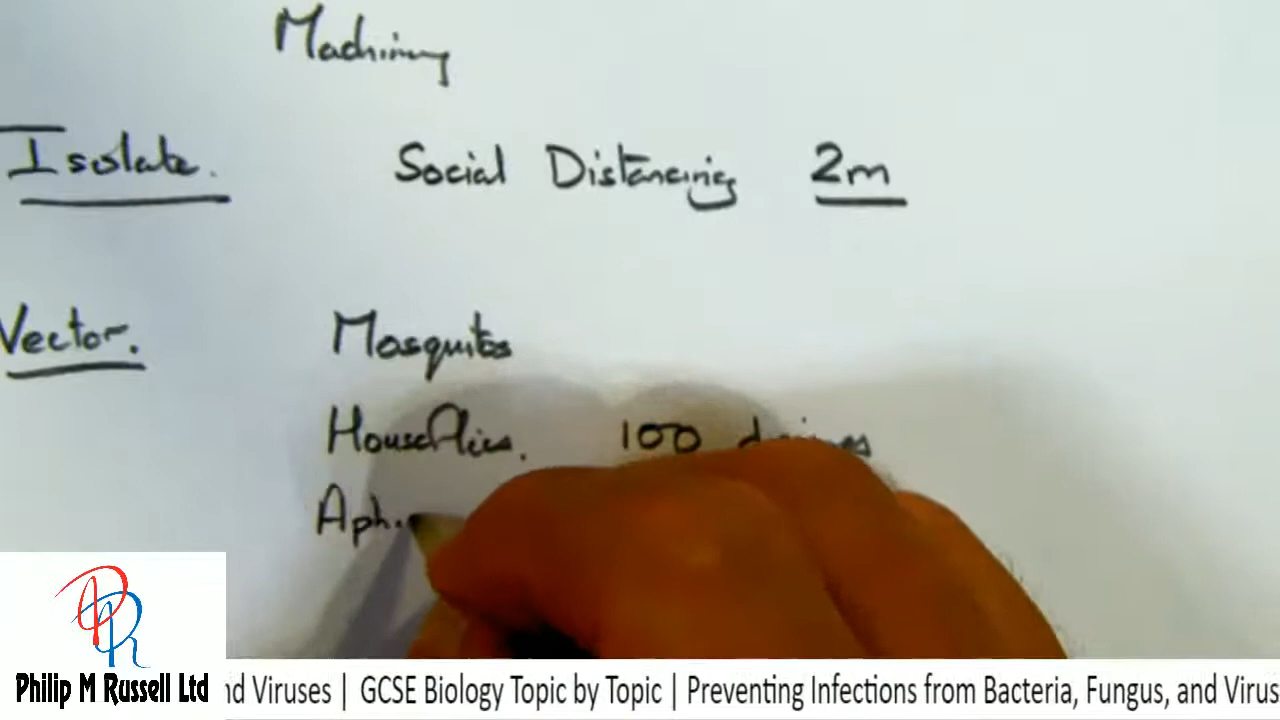 Machinery
Isolate. Social Distancing 2m
Vector. Mosquitos
Houseflies. 100
Aph
Philip M Russell Ltd
nd Viruses | GCSE Biology Topic by Topic | Preventing Infections from Bacteria, Fungus, and Virus